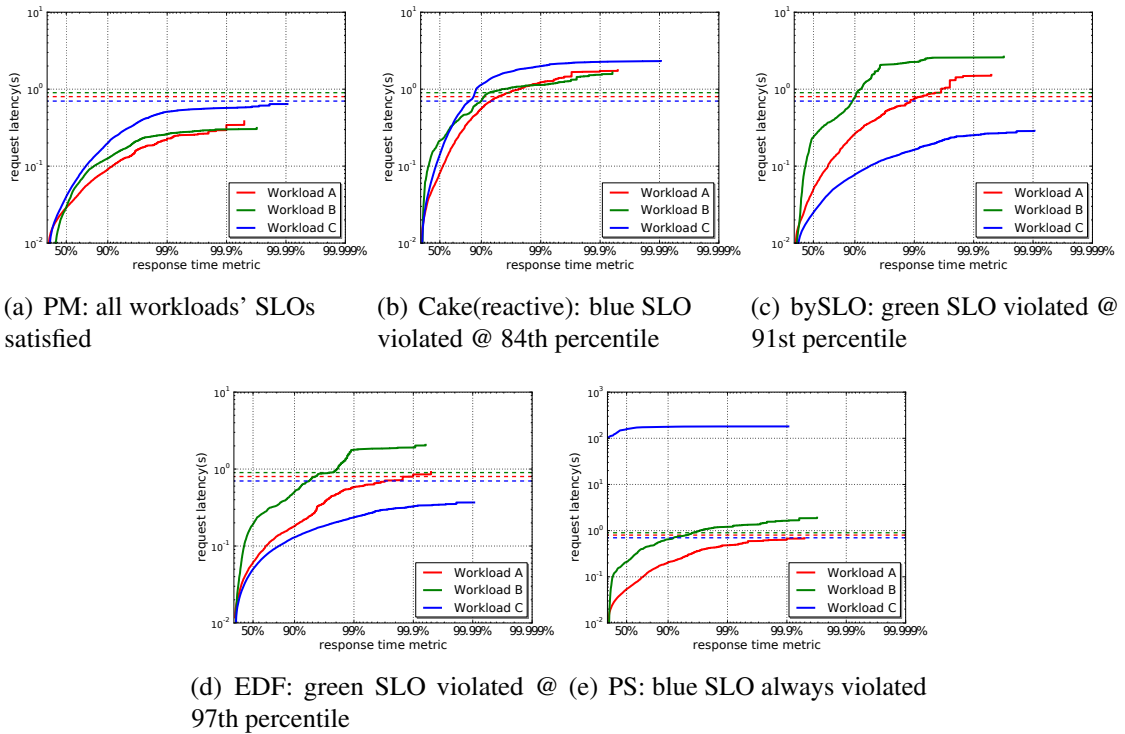 10¹
10⁰
10⁻¹
10⁻²
request latency(s)
50% 90% 99% 99.9% 99.99% 99.999%
response time metric
Workload A
Workload B
Workload C
(a) PM: all workloads’ SLOs
satisfied
10¹
10⁰
10⁻¹
10⁻²
request latency(s)
50% 90% 99% 99.9% 99.99% 99.999%
response time metric
Workload A
Workload B
Workload C
(b) Cake(reactive): blue SLO
violated @ 84th percentile
10¹
10⁰
10⁻¹
10⁻²
request latency(s)
50% 90% 99% 99.9% 99.99% 99.999%
response time metric
Workload A
Workload B
Workload C
(c) bySLO: green SLO violated @
91st percentile
10¹
10⁰
10⁻¹
10⁻²
request latency(s)
50% 90% 99% 99.9% 99.99% 99.999%
response time metric
Workload A
Workload B
Workload C
(d) EDF: green SLO violated @
97th percentile
10³
10²
10¹
10⁰
10⁻¹
10⁻²
request latency(s)
50% 90% 99% 99.9% 99.99% 99.999%
response time metric
Workload A
Workload B
Workload C
(e) PS: blue SLO always violated